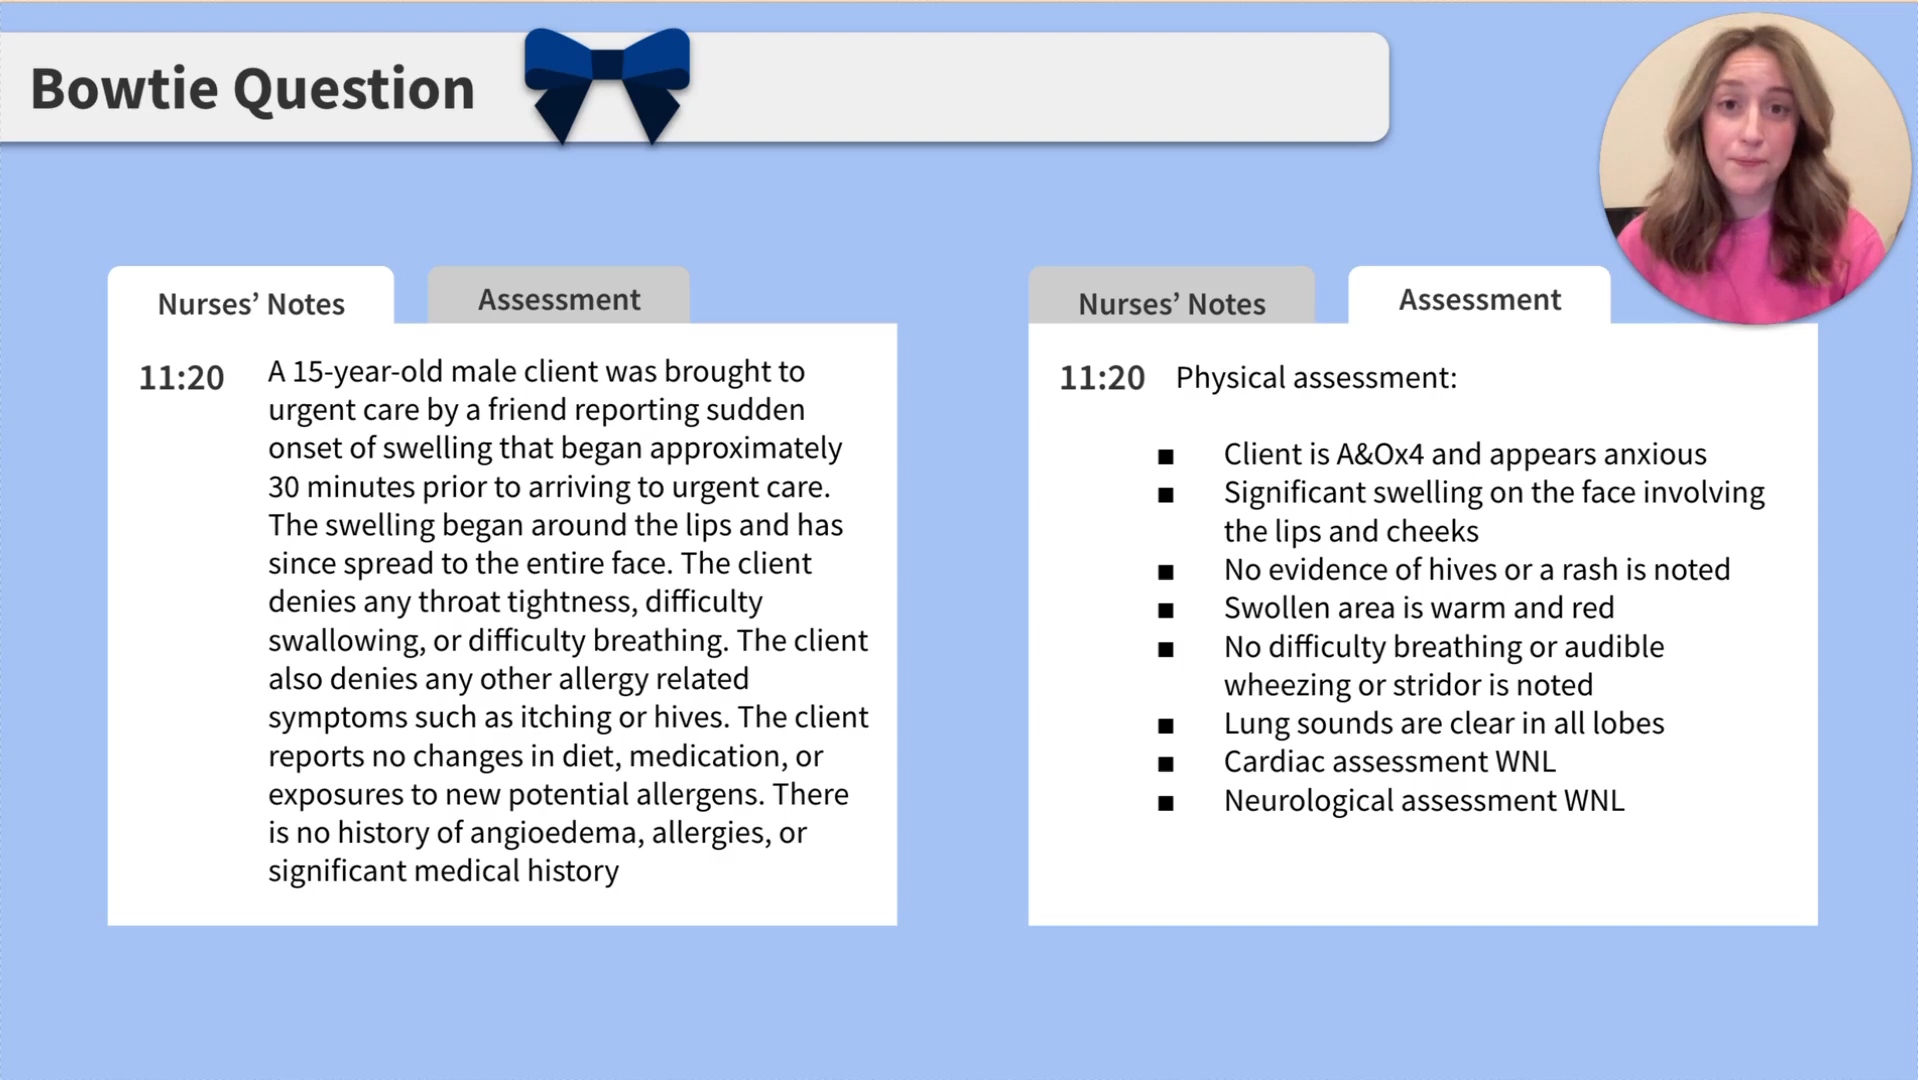 Bowtie Question
Nurses’ Notes
Assessment
11:20
A 15-year-old male client was brought to
urgent care by a friend reporting sudden
onset of swelling that began approximately
30 minutes prior to arriving to urgent care.
The swelling began around the lips and has
since spread to the entire face. The client
denies any throat tightness, difficulty
swallowing, or difficulty breathing. The client
also denies any other allergy related
symptoms such as itching or hives. The client
reports no changes in diet, medication, or
exposures to new potential allergens. There
is no history of angioedema, allergies, or
significant medical history
Nurses’ Notes
Assessment
11:20 Physical assessment:
■ Client is A&Ox4 and appears anxious
■ Significant swelling on the face involving
the lips and cheeks
■ No evidence of hives or a rash is noted
■ Swollen area is warm and red
■ No difficulty breathing or audible
wheezing or stridor is noted
■ Lung sounds are clear in all lobes
■ Cardiac assessment WNL
■ Neurological assessment WNL